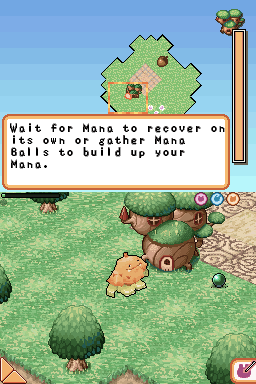 Wait for Mana to recover on
its own or gather Mana
Balls to build up your
Mana.